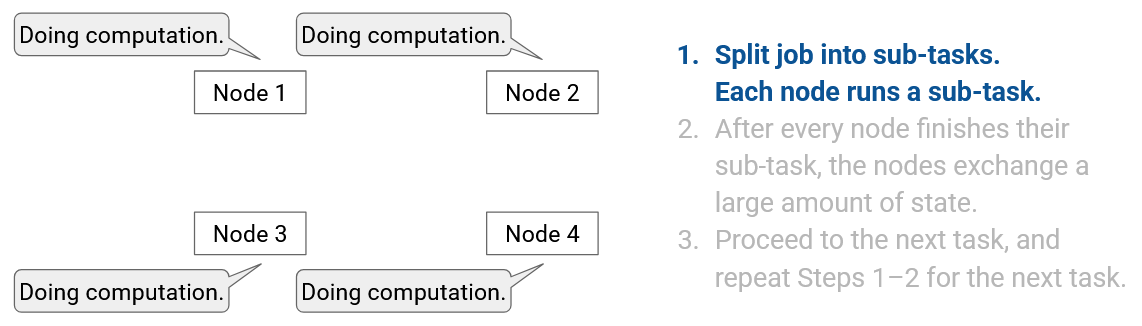 Doing computation.
Doing computation.
Node 1
Node 2
Node 3
Node 4
Doing computation.
Doing computation.
1. Split job into sub-tasks.
Each node runs a sub-task.
2. After every node finishes their
sub-task, the nodes exchange a
large amount of state.
3. Proceed to the next task, and
repeat Steps 1–2 for the next task.